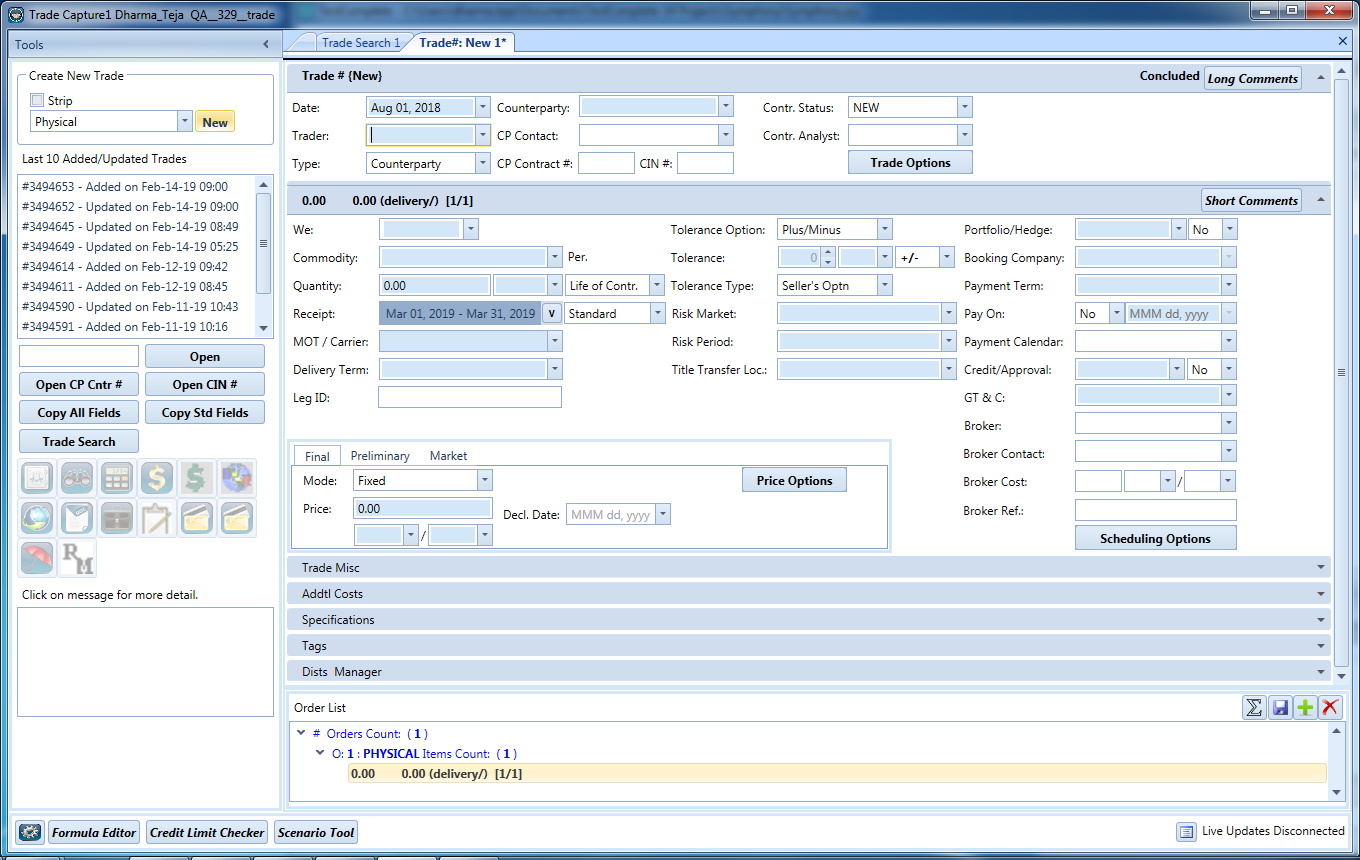 Trade Capture1 Dharma_Teja QA__329__trade
Tools
Create New Trade
Strip
Physical
New
Last 10 Added/Updated Trades
#3494653 - Added on Feb-14-19 09:00
#3494652 - Updated on Feb-14-19 09:00
#3494645 - Updated on Feb-14-19 08:49
#3494649 - Updated on Feb-14-19 05:25
#3494614 - Added on Feb-12-19 09:42
#3494611 - Added on Feb-12-19 08:45
#3494590 - Updated on Feb-11-19 10:43
#3494591 - Added on Feb-11-19 10:16
Open
Open CP Cntr # Open CIN #
Copy All Fields Copy Std Fields
Trade Search
RM
Click on message for more detail.
Trade Search 1 Trade#: New 1*
Trade # {New} Concluded Long Comments
Date: Aug 01, 2018 Counterparty: Contr. Status: NEW
Trader: CP Contact: Contr. Analyst:
Type: Counterparty CP Contract #: CIN #: Trade Options
0.00 0.00 (delivery/) [1/1] Short Comments
We: Tolerance Option: Plus/Minus Portfolio/Hedge: No
Commodity: Per. Tolerance: 0 +/- Booking Company:
Quantity: 0.00 Life of Contr. Tolerance Type: Seller's Optn Payment Term:
Receipt: Mar 01, 2019 - Mar 31, 2019 v Standard Risk Market: Pay On: No MMM dd, yyyy
MOT / Carrier: Risk Period: Payment Calendar:
Delivery Term: Title Transfer Loc.: Credit/Approval: No
Leg ID: GT & C:
Broker:
Final Preliminary Market Broker Contact:
Mode: Fixed Price Options Broker Cost: /
Price: 0.00 Decl. Date: MMM dd, yyyy Broker Ref.:
/ Scheduling Options
Trade Misc
Addtl Costs
Specifications
Tags
Dists Manager
Order List
# Orders Count: ( 1 )
O: 1 : PHYSICAL Items Count: ( 1 )
0.00 0.00 (delivery/) [1/1]
Formula Editor Credit Limit Checker Scenario Tool Live Updates Disconnected